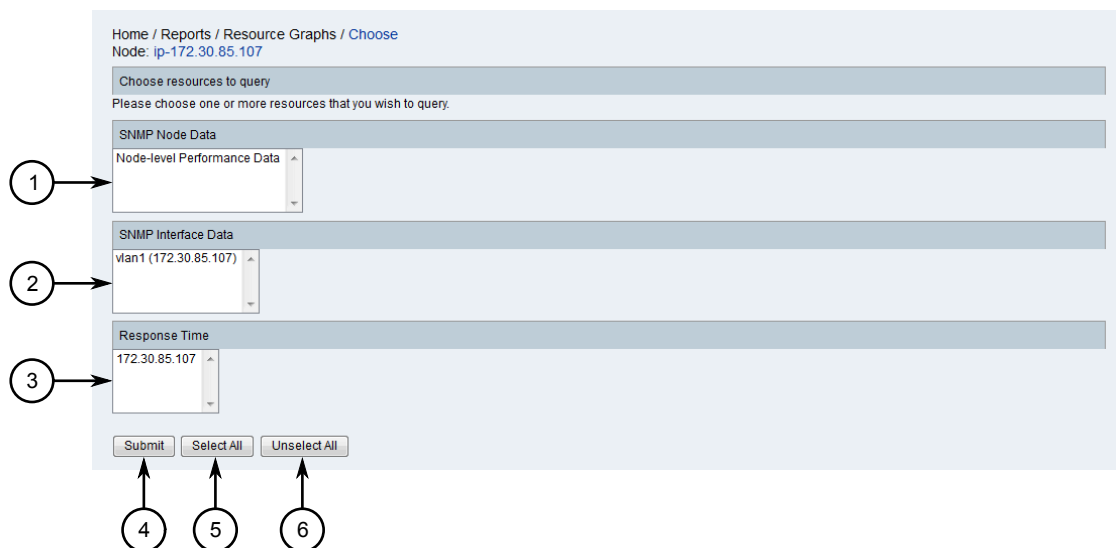 Home / Reports / Resource Graphs / Choose
Node: ip-172.30.85.107
Choose resources to query
Please choose one or more resources that you wish to query.
SNMP Node Data
Node-level Performance Data
1
SNMP Interface Data
vlan1 (172.30.85.107)
2
Response Time
172.30.85.107
3
Submit Select All Unselect All
4 5 6